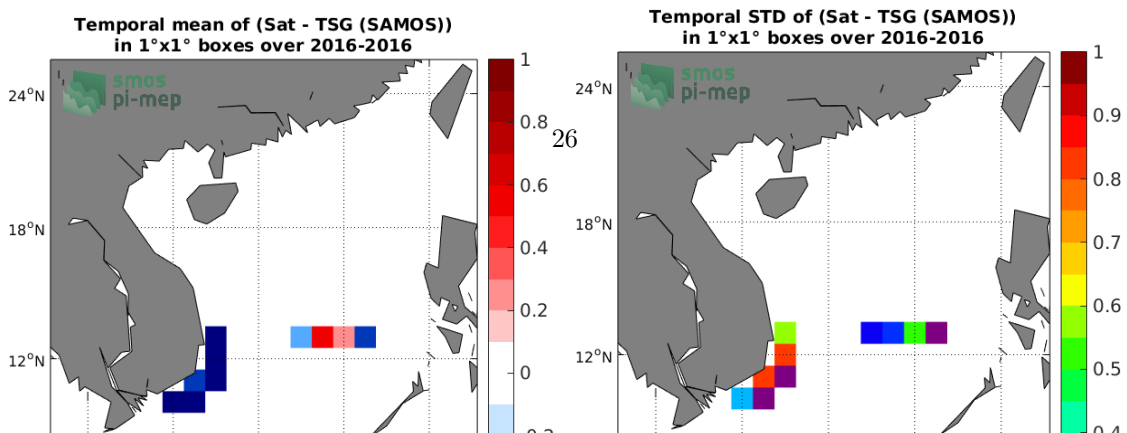 Temporal mean of (Sat - TSG (SAMOS))
in 1°x1° boxes over 2016-2016
smos
pi-mep
24°N
18°N
12°N
1
0.8
0.6
0.4
0.2
0
26
Temporal STD of (Sat - TSG (SAMOS))
in 1°x1° boxes over 2016-2016
smos
pi-mep
24°N
18°N
12°N
1
0.9
0.8
0.7
0.6
0.5